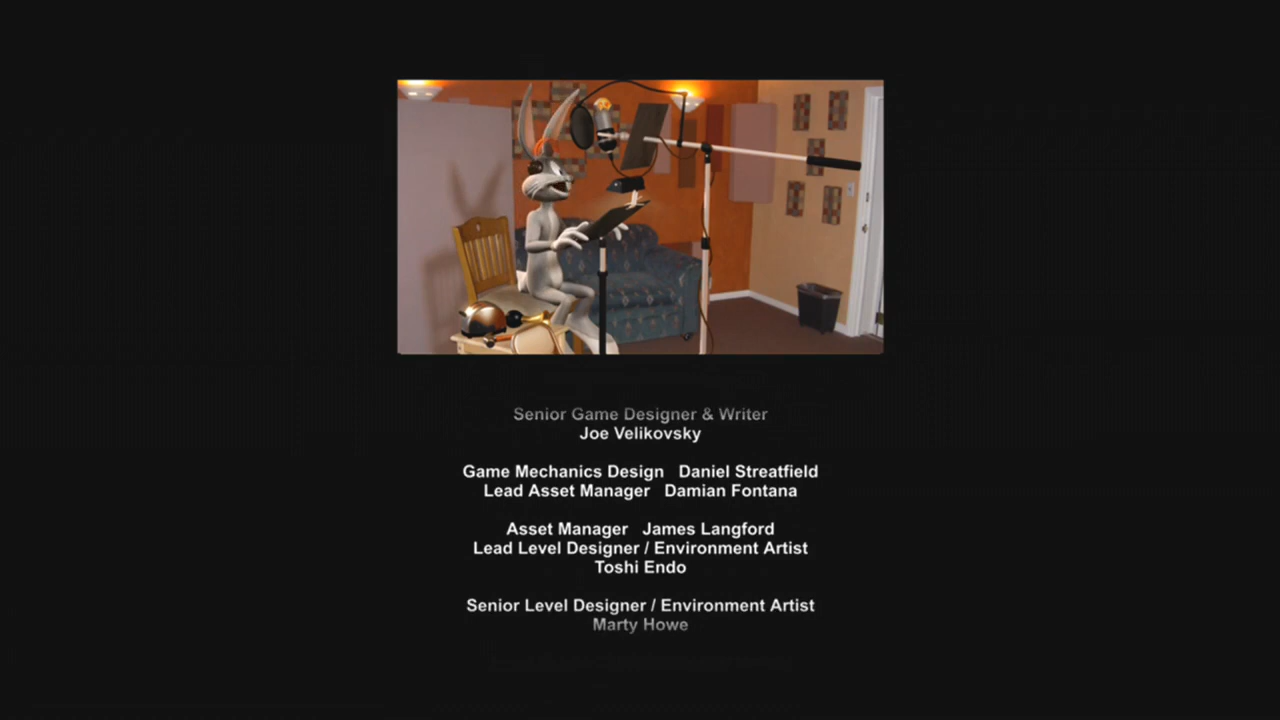 Senior Game Designer & Writer
Joe Velikovsky
Game Mechanics Design Daniel Streatfield
Lead Asset Manager Damian Fontana
Asset Manager James Langford
Lead Level Designer / Environment Artist
Toshi Endo
Senior Level Designer / Environment Artist
Marty Howe